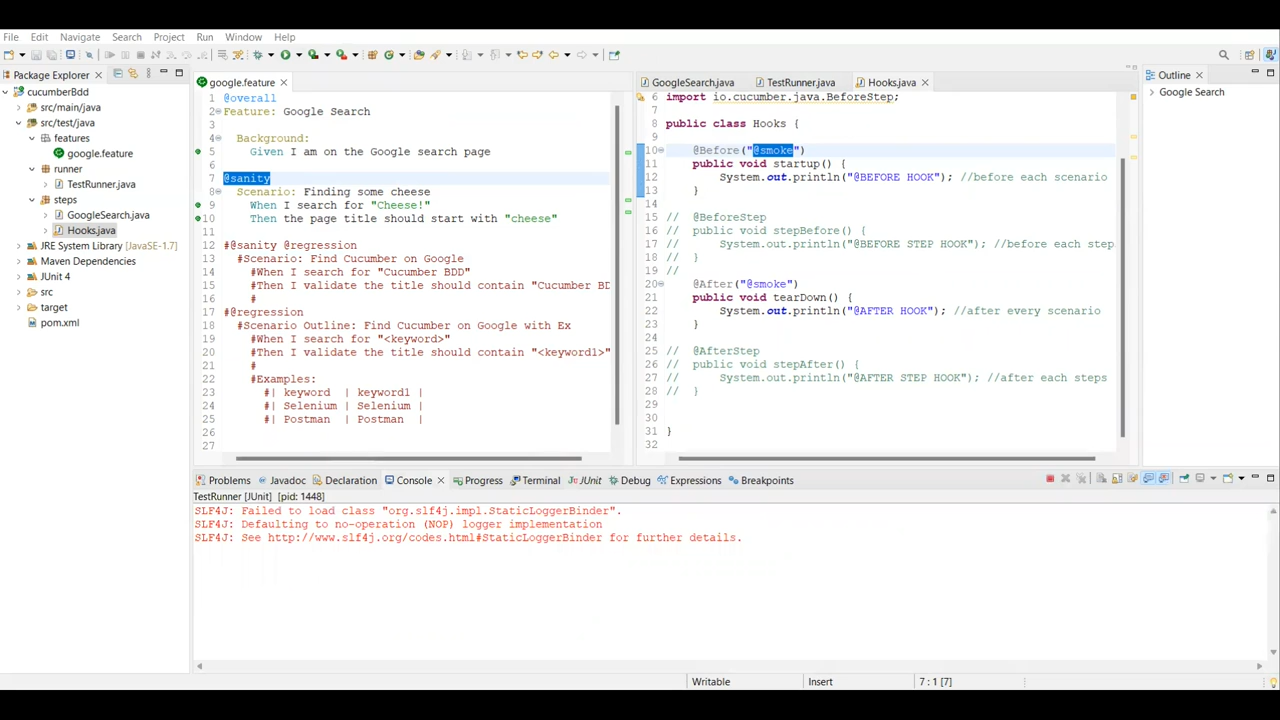 File Edit Navigate Search Project Run Window Help
Package Explorer
cucumberBdd
src/main/java
src/test/java
features
google.feature
runner
TestRunner.java
steps
GoogleSearch.java
Hooks.java
JRE System Library [JavaSE-1.7]
Maven Dependencies
JUnit 4
src
target
pom.xml
google.feature
1 @overall
2 Feature: Google Search
3
4 Background:
5 Given I am on the Google search page
6
7 @sanity
8 Scenario: Finding some cheese
9 When I search for "Cheese!"
10 Then the page title should start with "cheese"
11
12 #@sanity @regression
13 #Scenario: Find Cucumber on Google
14 #When I search for "Cucumber BDD"
15 #Then I validate the title should contain "Cucumber BD
16 #
17 #@regression
18 #Scenario Outline: Find Cucumber on Google with Ex
19 #When I search for "<keyword>"
20 #Then I validate the title should contain "<keyword1>"
21 #
22 #Examples:
23 #| keyword | keyword1 |
24 #| Selenium | Selenium |
25 #| Postman | Postman |
26
27
GoogleSearch.java TestRunner.java Hooks.java
6 import io.cucumber.java.BeforeStep;
7
8 public class Hooks {
9
10 @Before("@smoke")
11 public void startup() {
12 System.out.println("@BEFORE HOOK"); //before each scenario
13 }
14
15 // @BeforeStep
16 // public void stepBefore() {
17 // System.out.println("@BEFORE STEP HOOK"); //before each step
18 // }
19 //
20 @After("@smoke")
21 public void tearDown() {
22 System.out.println("@AFTER HOOK"); //after every scenario
23 }
24
25 // @AfterStep
26 // public void stepAfter() {
27 // System.out.println("@AFTER STEP HOOK"); //after each steps
28 // }
29
30
31 }
32
Outline
Google Search
Problems Javadoc Declaration Console Progress Terminal JUnit Debug Expressions Breakpoints
TestRunner [JUnit] [pid: 1448]
SLF4J: Failed to load class "org.slf4j.impl.StaticLoggerBinder".
SLF4J: Defaulting to no-operation (NOP) logger implementation
SLF4J: See http://www.slf4j.org/codes.html#StaticLoggerBinder for further details.
Writable Insert 7 : 1 [7]